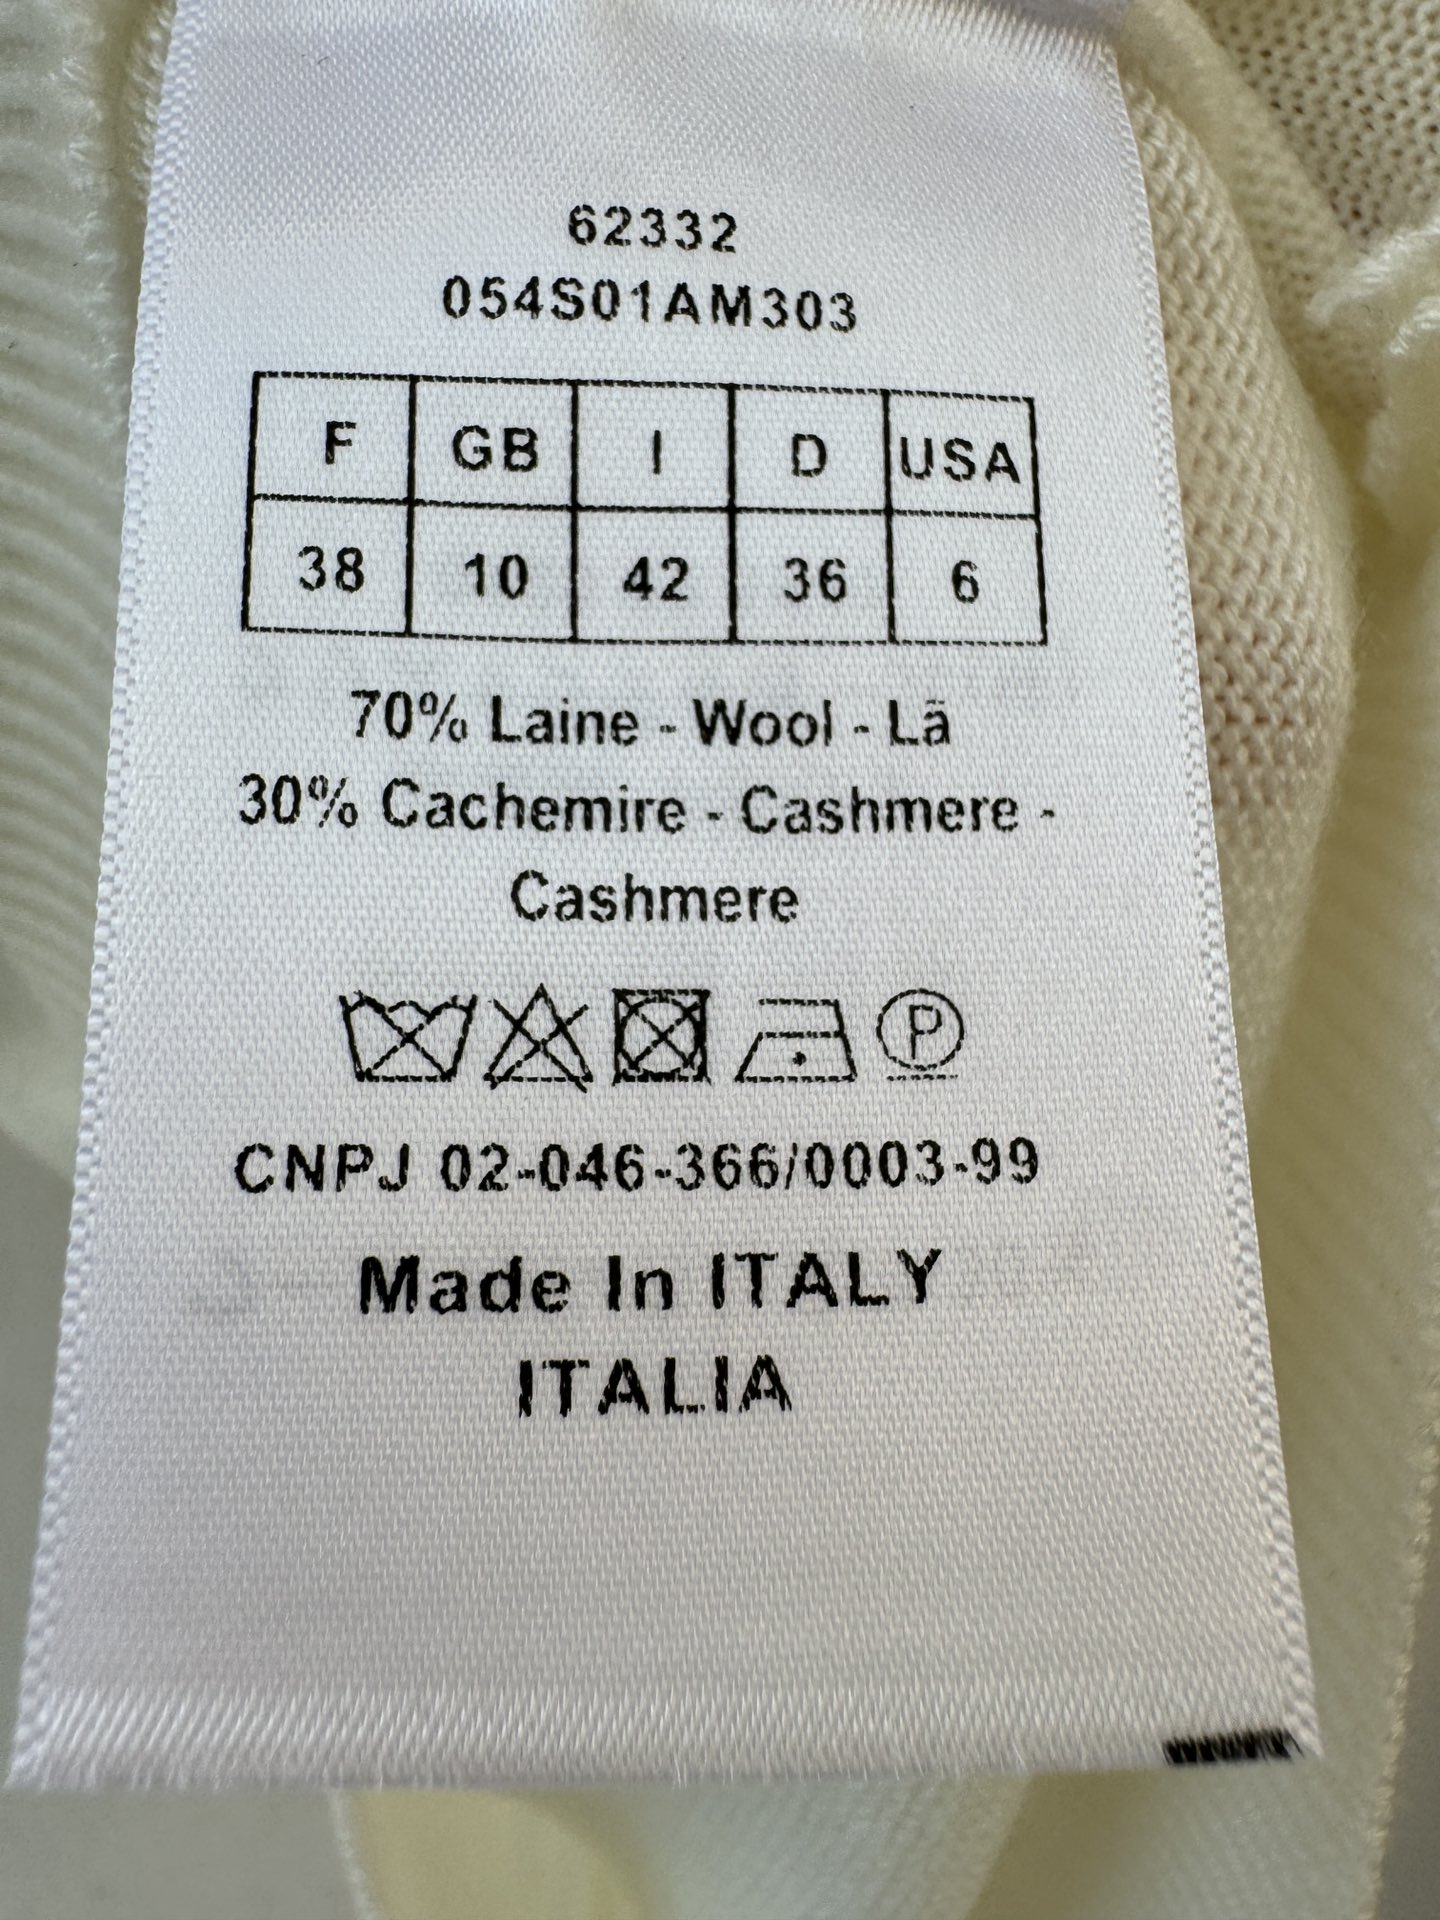 62332
054S01AM303
F GB I D USA
38 10 42 36 6
70% Laine - Wool - Lã
30% Cachemire - Cashmere -
Cashmere
P
CNPJ 02-046-366/0003-99
Made In ITALY
ITALIA